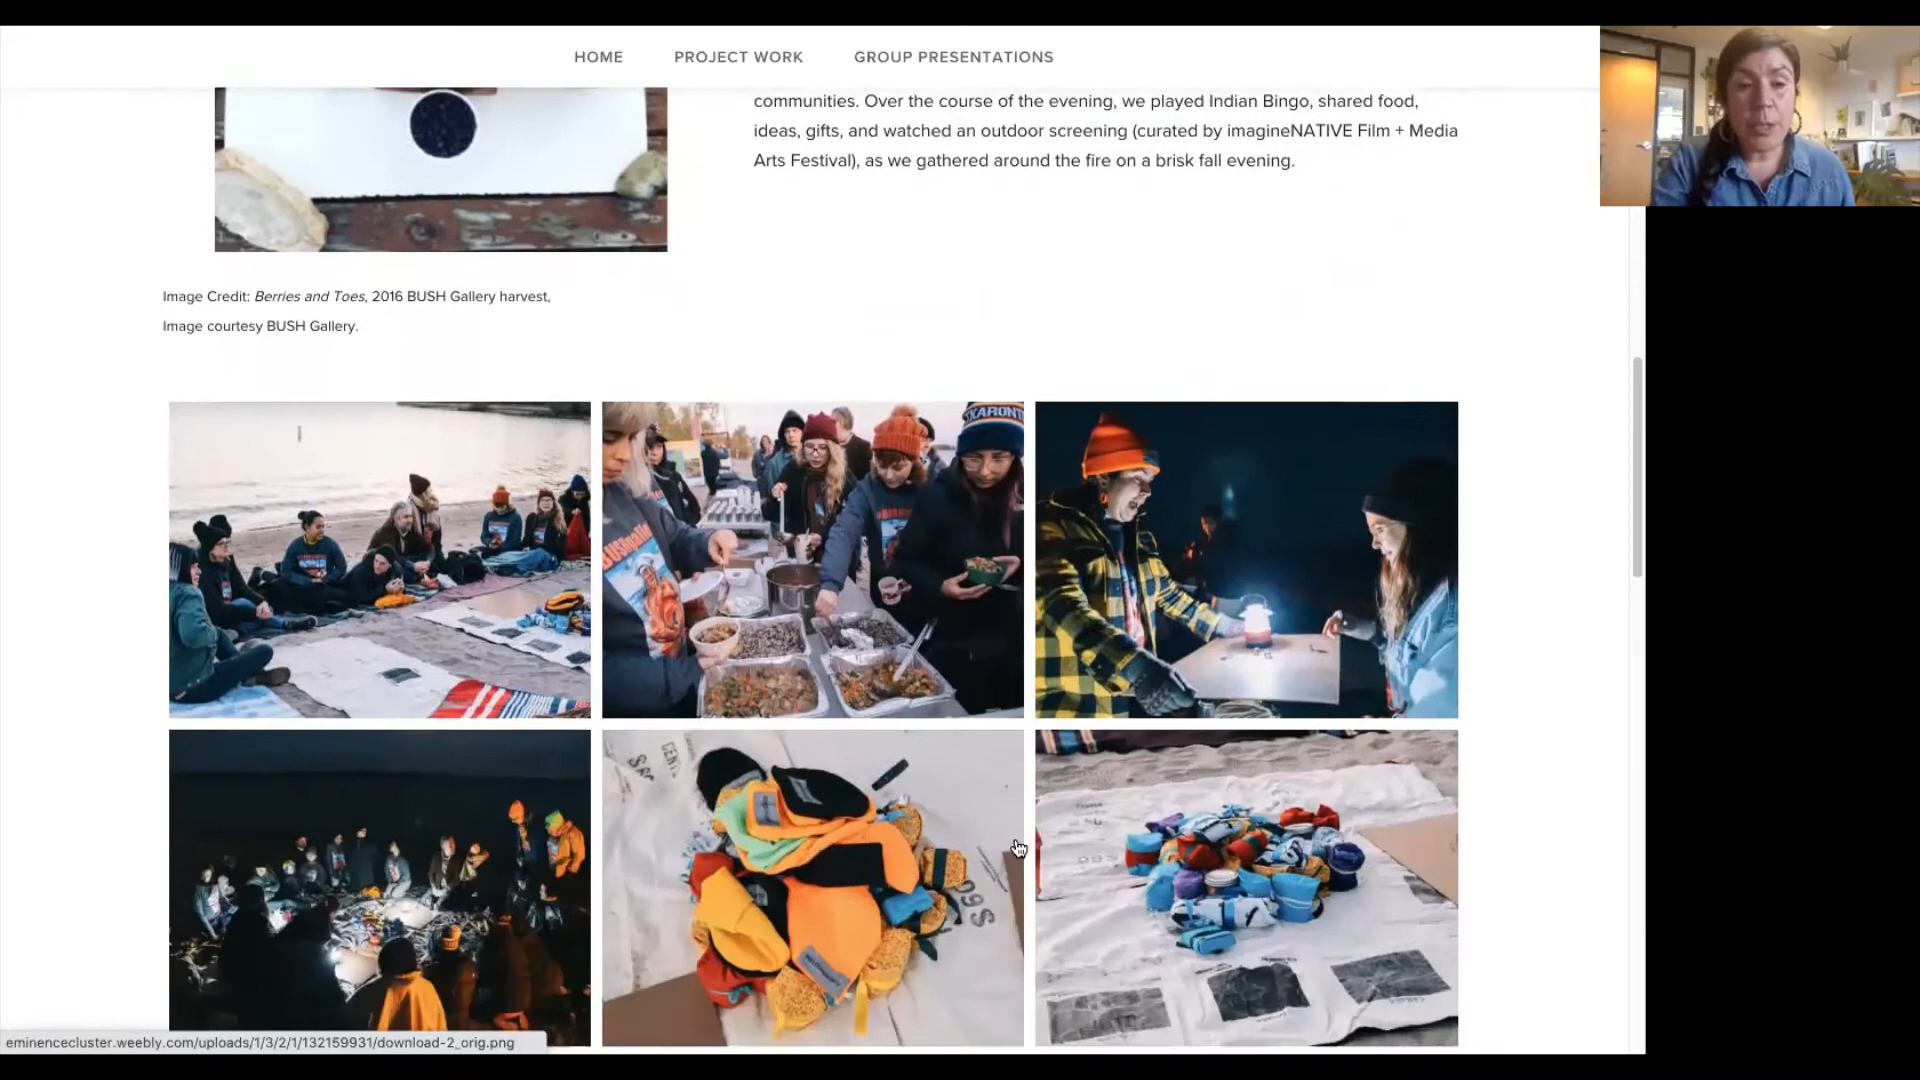 HOME PROJECT WORK GROUP PRESENTATIONS
communities. Over the course of the evening, we played Indian Bingo, shared food,
ideas, gifts, and watched an outdoor screening (curated by imagineNATIVE Film + Media
Arts Festival), as we gathered around the fire on a brisk fall evening.
Image Credit: Berries and Toes, 2016 BUSH Gallery harvest,
Image courtesy BUSH Gallery.
eminencecluster.weebly.com/uploads/1/3/2/1/132159931/download-2_orig.png